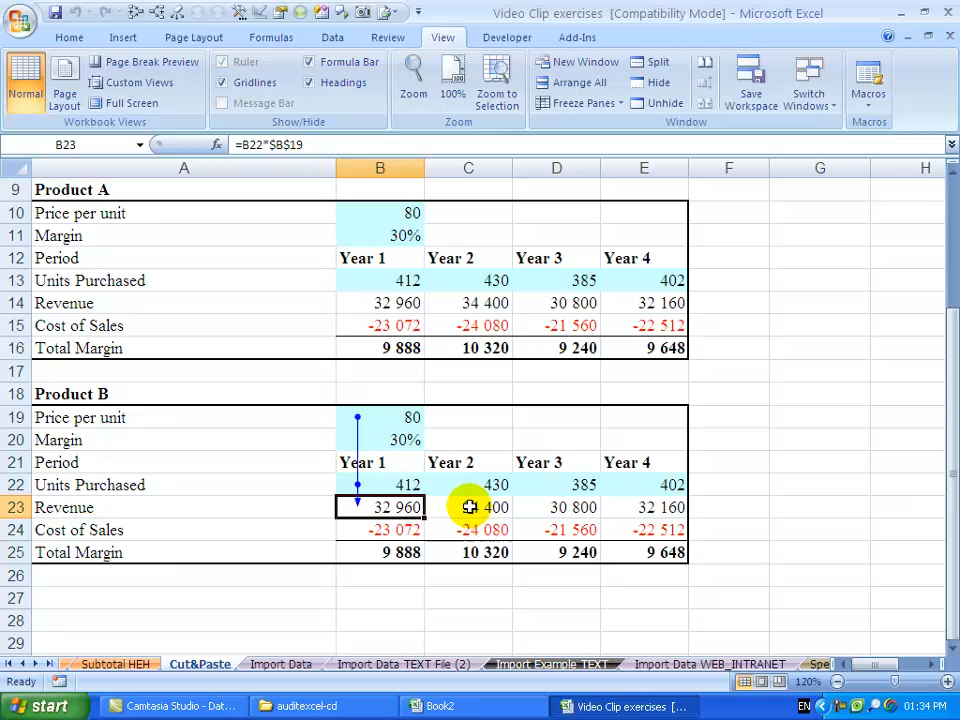 Video Clip exercises [Compatibility Mode] - Microsoft Excel
Home Insert Page Layout Formulas Data Review View Developer Add-Ins
Normal
Page Layout
Page Break Preview
Custom Views
Full Screen
Workbook Views
Ruler
Formula Bar
Gridlines
Headings
Message Bar
Show/Hide
Zoom
100%
Zoom to Selection
Zoom
New Window
Arrange All
Freeze Panes
Split
Hide
Unhide
Save Workspace
Switch Windows
Window
Macros
Macros
B23 fx =B22*$B$19
A B C D E F G H
9 Product A
10 Price per unit 80
11 Margin 30%
12 Period Year 1 Year 2 Year 3 Year 4
13 Units Purchased 412 430 385 402
14 Revenue 32 960 34 400 30 800 32 160
15 Cost of Sales -23 072 -24 080 -21 560 -22 512
16 Total Margin 9 888 10 320 9 240 9 648
17
18 Product B
19 Price per unit 80
20 Margin 30%
21 Period Year 1 Year 2 Year 3 Year 4
22 Units Purchased 412 430 385 402
23 Revenue 32 960 400 30 800 32 160
24 Cost of Sales -23 072 -24 080 -21 560 -22 512
25 Total Margin 9 888 10 320 9 240 9 648
26
27
28
29
Subtotal HEH Cut&Paste Import Data Import Data TEXT File (2) Import Example TEXT Import Data WEB_INTRANET Spe
Ready 120%
start Camtasia Studio - Dat... auditexcel-cd Book2 Video Clip exercises [... EN 01:34 PM